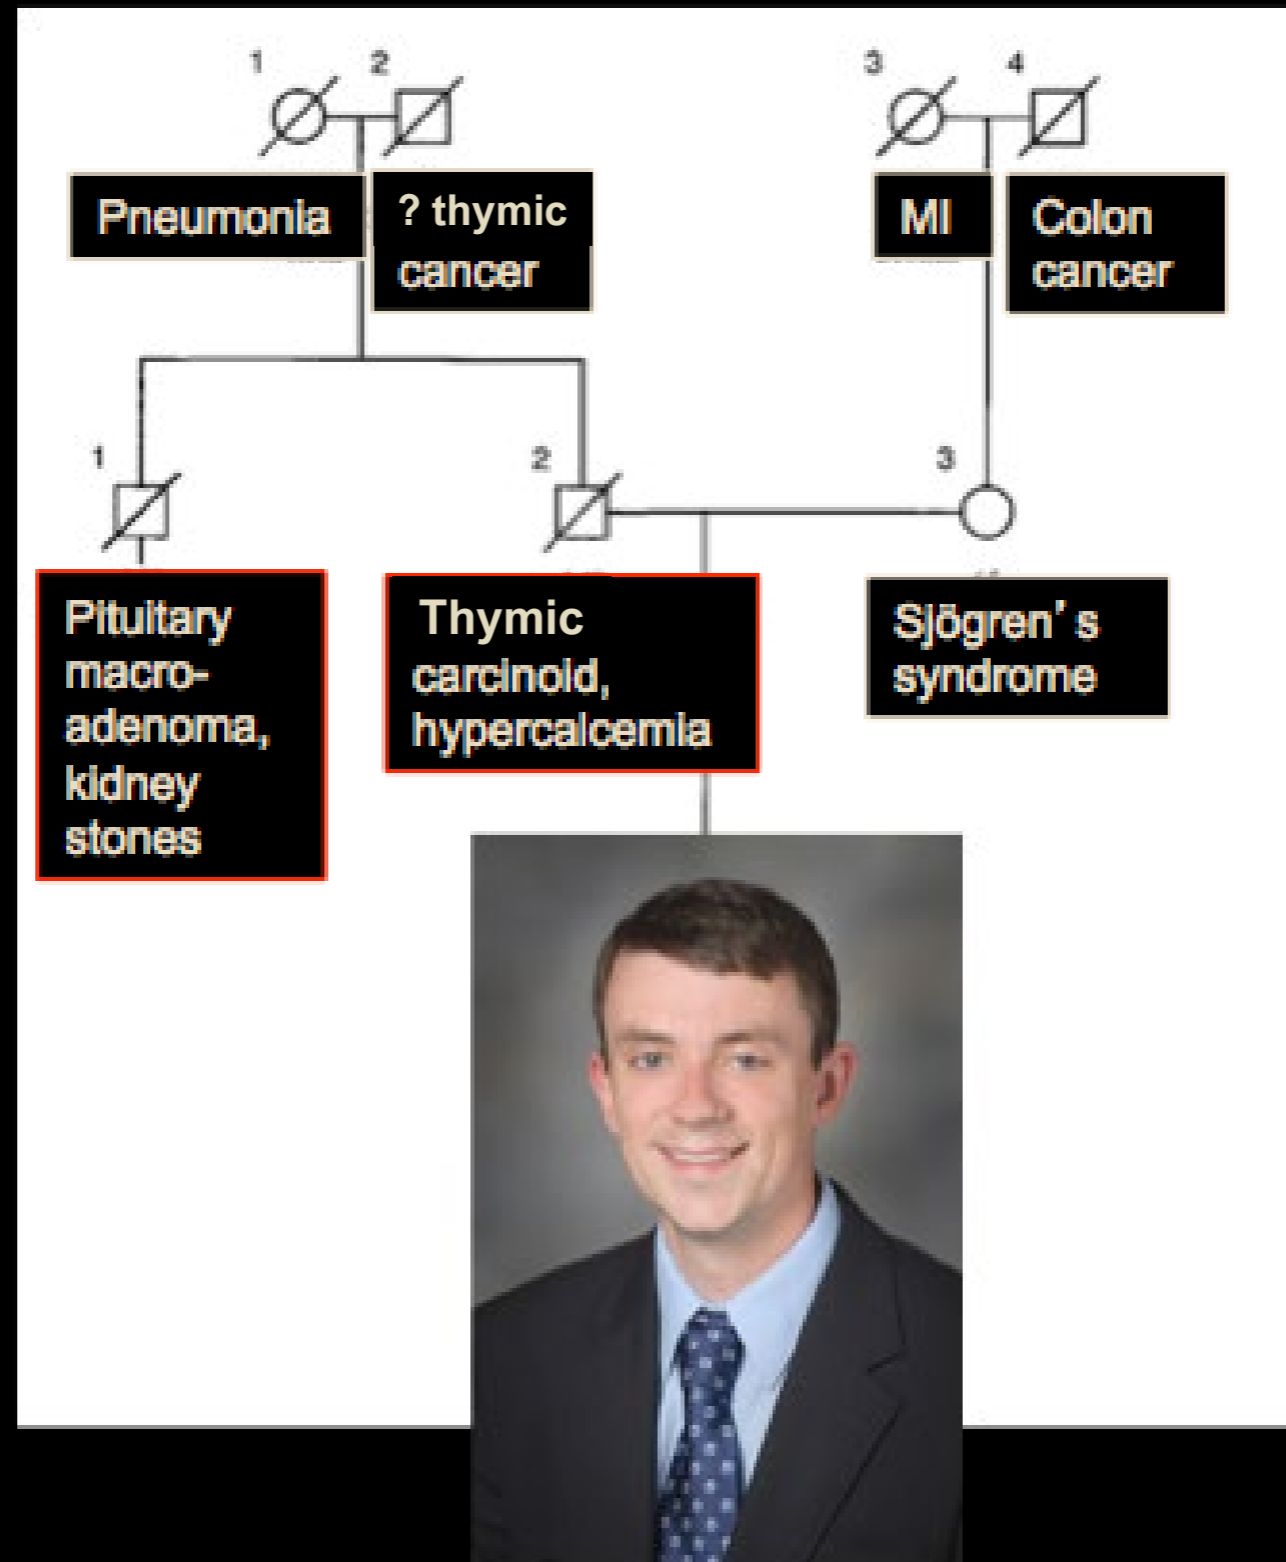 1 2
3 4
Pneumonia
? thymic
cancer
MI
Colon
cancer
1
2
3
Pituitary
macro-
adenoma,
kidney
stones
Thymic
carcinoid,
hypercalcemia
Sjögren’ s
syndrome